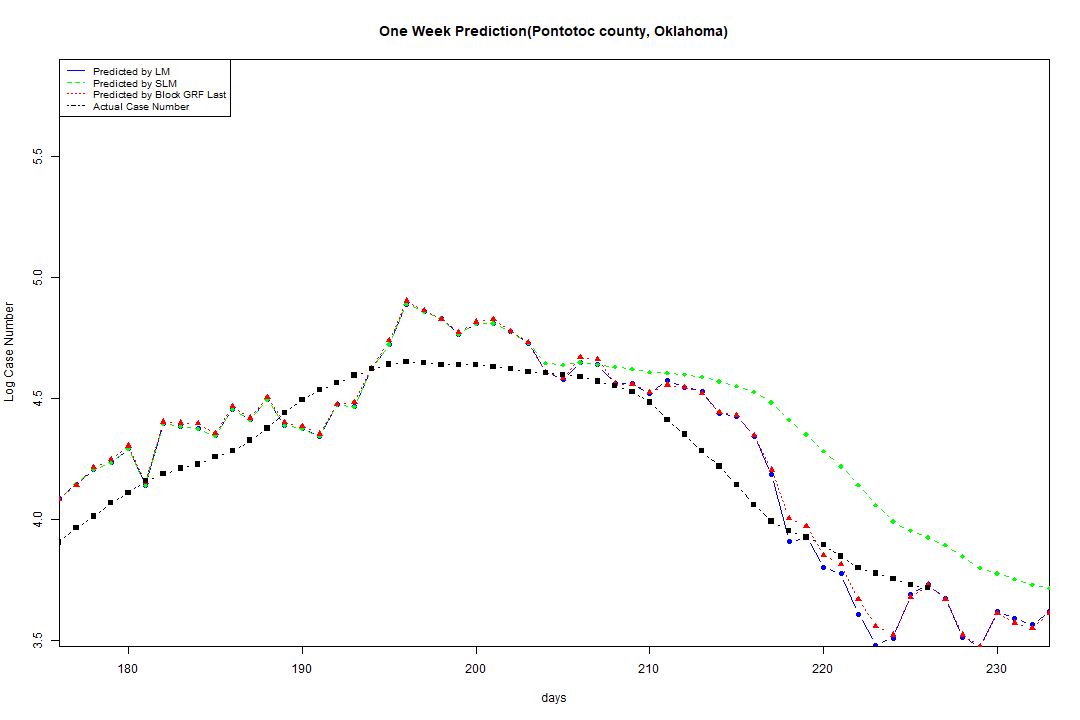 One Week Prediction(Pontotoc county, Oklahoma)
Predicted by LM
Predicted by SLM
Predicted by Block GRF Last
Actual Case Number
5.5
5.0
4.5
4.0
3.5
Log Case Number
180 190 200 210 220 230
days